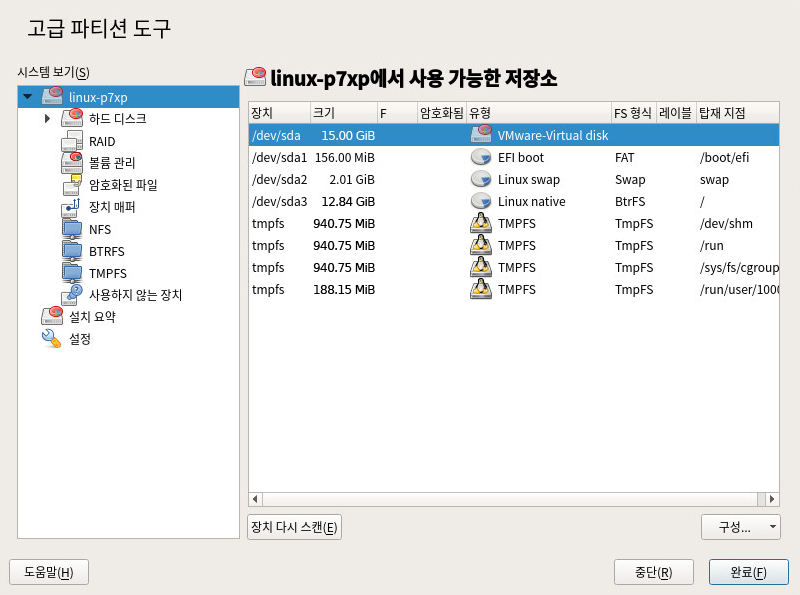 고급 파티션 도구
시스템 보기(S)
linux-p7xp
하드 디스크
RAID
볼륨 관리
암호화된 파일
장치 매퍼
NFS
BTRFS
TMPFS
사용하지 않는 장치
설치 요약
설정
linux-p7xp에서 사용 가능한 저장소
장치 크기 F 암호화됨 유형 FS 형식 레이블 탑재 지점
/dev/sda 15.00 GiB VMware-Virtual disk
/dev/sda1 156.00 MiB EFI boot FAT /boot/efi
/dev/sda2 2.01 GiB Linux swap Swap swap
/dev/sda3 12.84 GiB Linux native BtrFS /
tmpfs 940.75 MiB TMPFS TmpFS /dev/shm
tmpfs 940.75 MiB TMPFS TmpFS /run
tmpfs 940.75 MiB TMPFS TmpFS /sys/fs/cgroup
tmpfs 188.15 MiB TMPFS TmpFS /run/user/1000
장치 다시 스캔(E) 구성...
도움말(H) 중단(R) 완료(F)